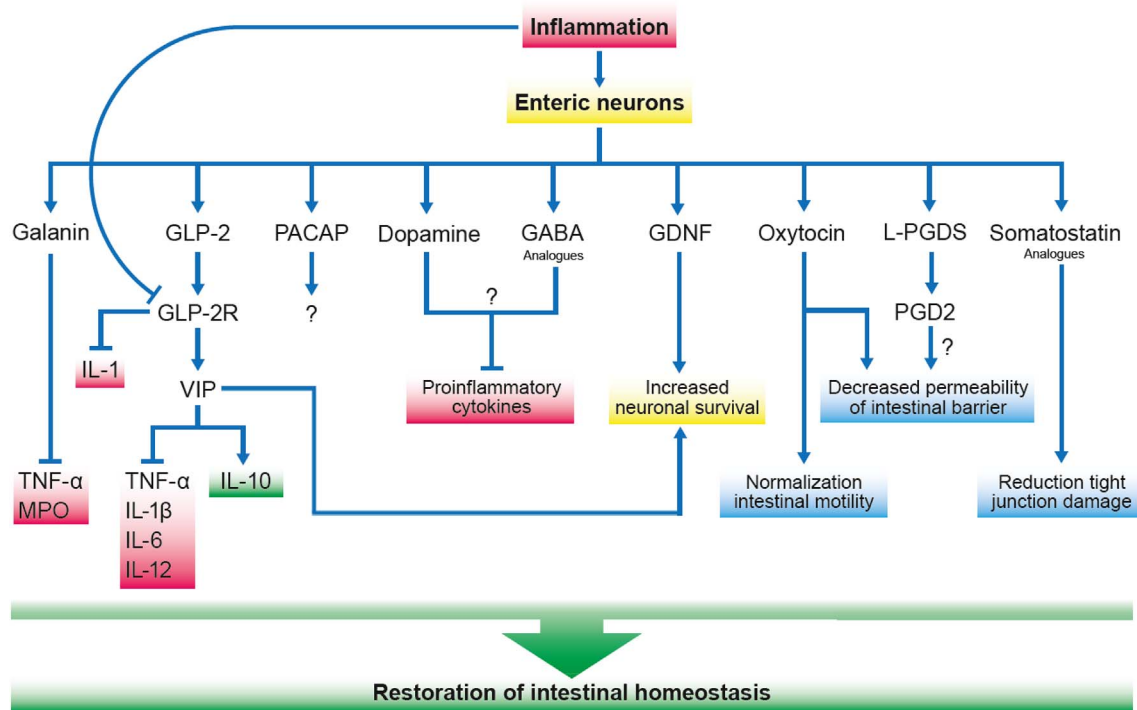 Inflammation
Enteric neurons
Galanin
GLP-2
PACAP
Dopamine
GABA
Analogues
GDNF
Oxytocin
L-PGDS
Somatostatin
Analogues
?
GLP-2R
?
PGD2
?
IL-1
VIP
Proinflammatory
cytokines
Increased
neuronal survival
Decreased permeability
of intestinal barrier
TNF-α
MPO
TNF-α
IL-1β
IL-6
IL-12
IL-10
Normalization
intestinal motility
Reduction tight
junction damage
Restoration of intestinal homeostasis